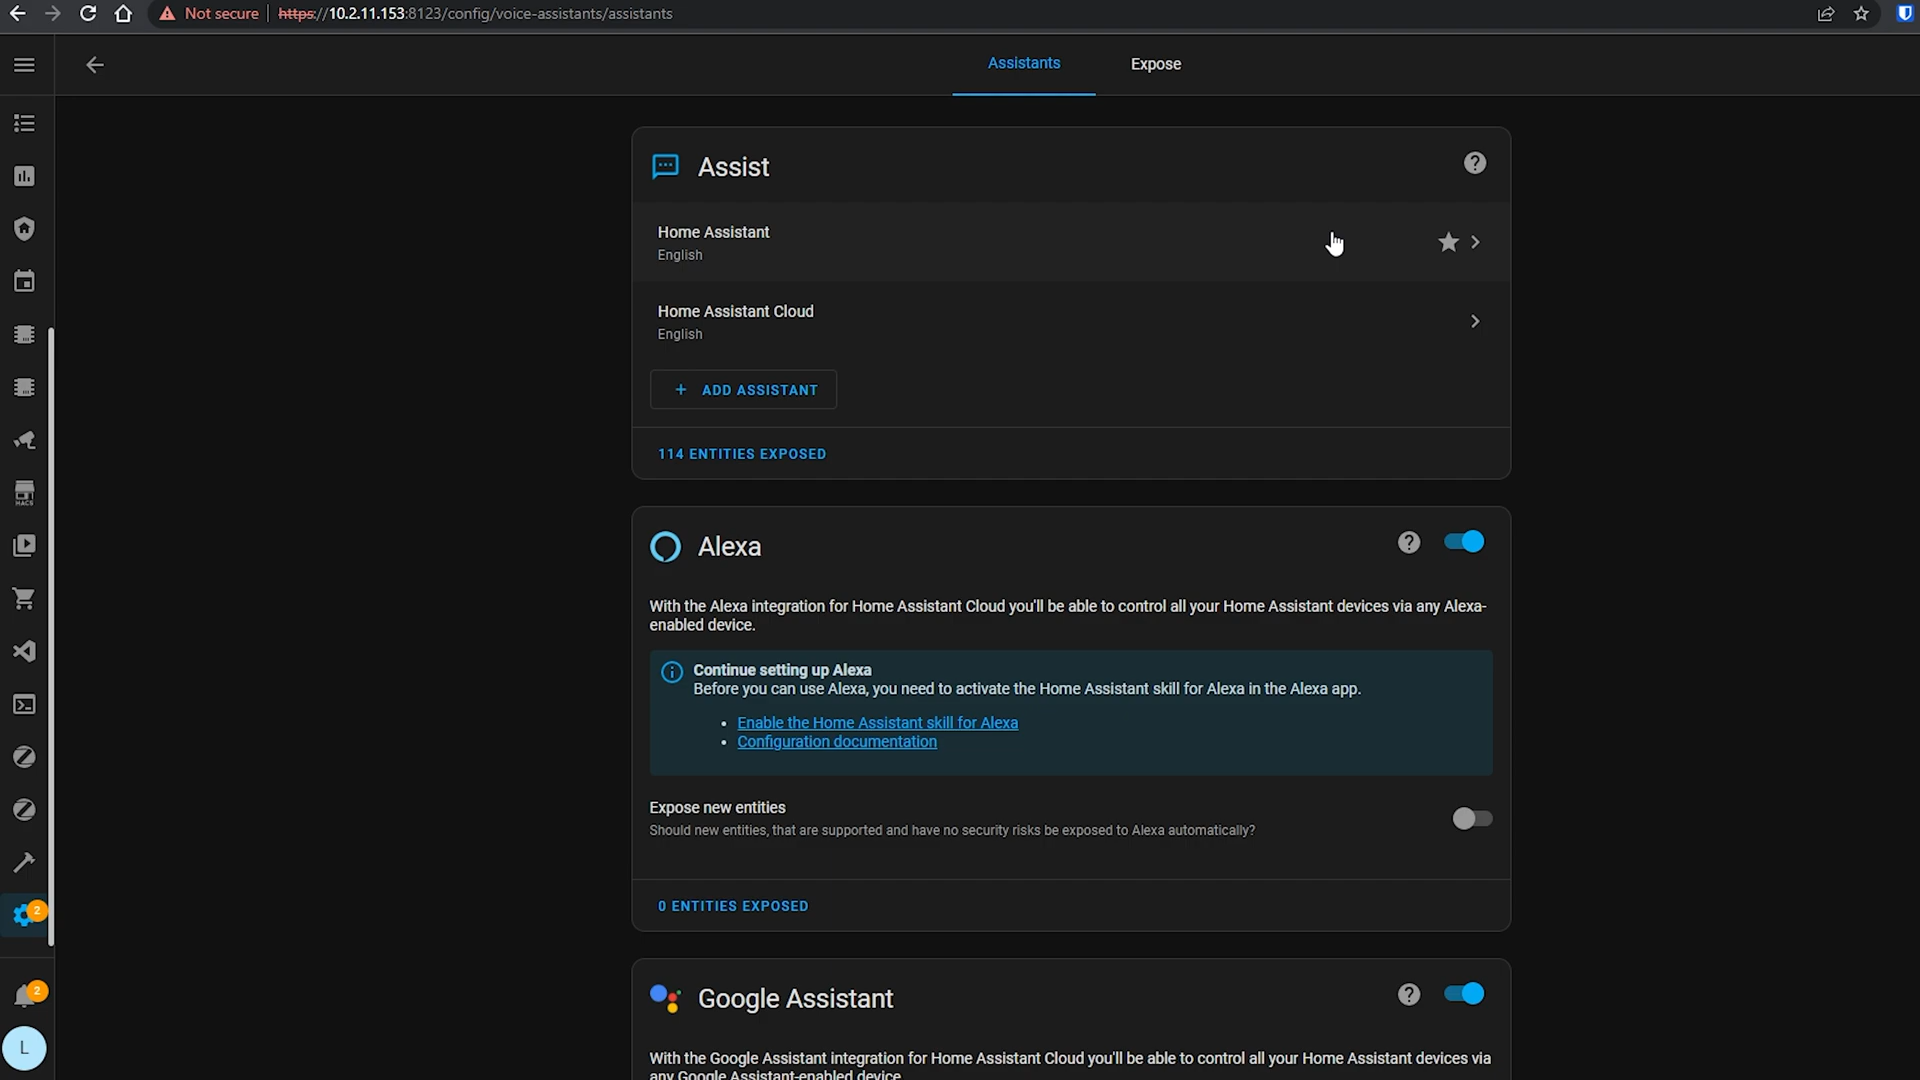 Not secure
https://10.2.11.153:8123/config/voice-assistants/assistants
Assistants
Expose
Assist
Home Assistant
English
Home Assistant Cloud
English
+ ADD ASSISTANT
114 ENTITIES EXPOSED
HACS
Alexa
With the Alexa integration for Home Assistant Cloud you'll be able to control all your Home Assistant devices via any Alexa-
enabled device.
Continue setting up Alexa
Before you can use Alexa, you need to activate the Home Assistant skill for Alexa in the Alexa app.
• Enable the Home Assistant skill for Alexa
• Configuration documentation
Expose new entities
Should new entities, that are supported and have no security risks be exposed to Alexa automatically?
0 ENTITIES EXPOSED
2
2
L
Google Assistant
With the Google Assistant integration for Home Assistant Cloud you'll be able to control all your Home Assistant devices via
any Google Assistant-enabled device.